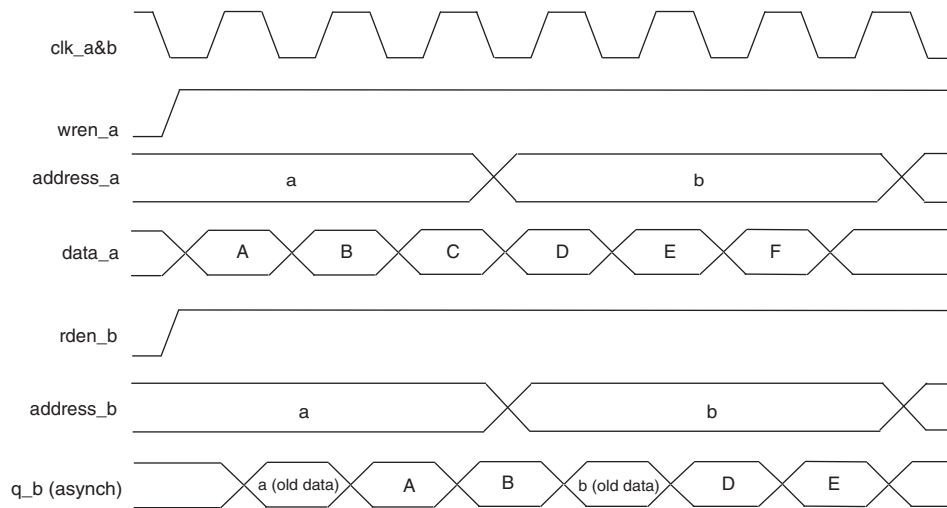 clk_a&b
wren_a
address_a a b
data_a A B C D E F
rden_b
address_b a b
q_b (asynch) a (old data) A B b (old data) D E